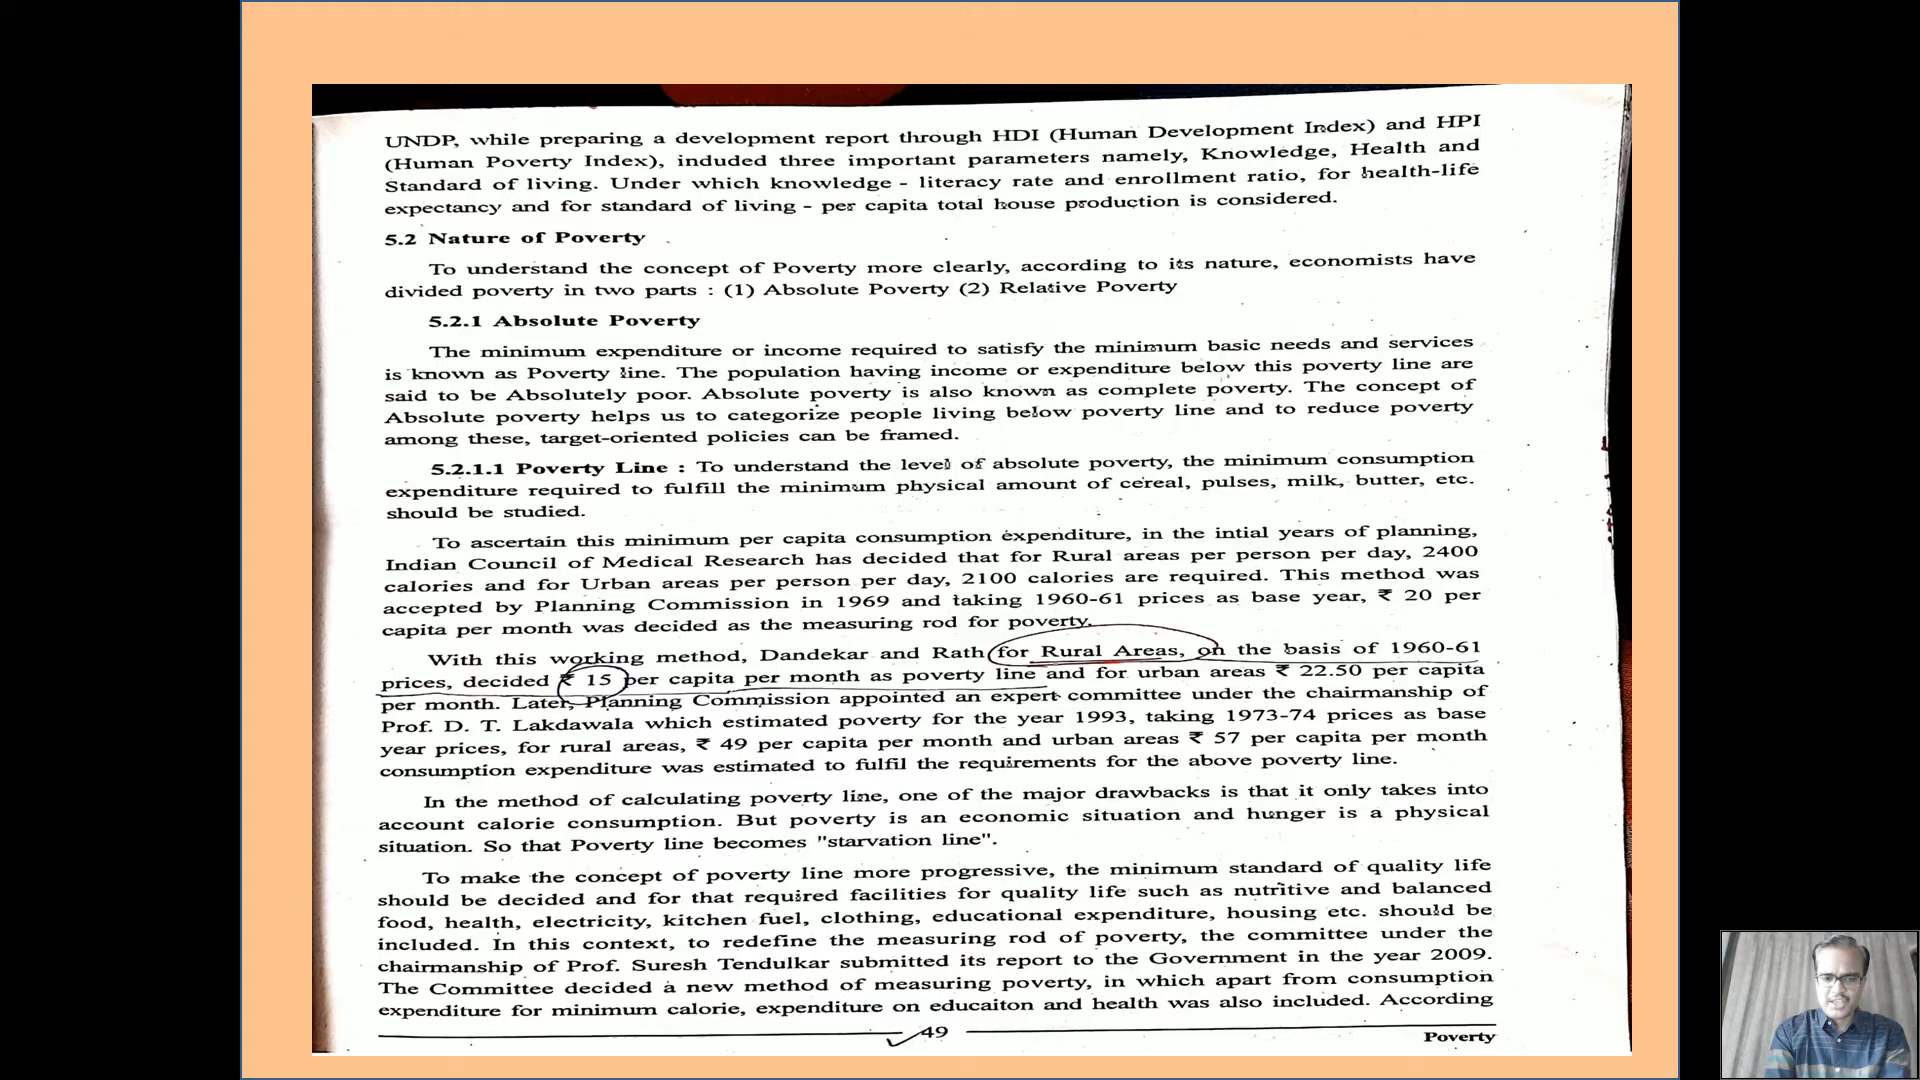 UNDP, while preparing a development report through HDI (Human Development Index) and HPI
(Human Poverty Index), induded three important parameters namely, Knowledge, Health and
Standard of living. Under which knowledge - literacy rate and enrollment ratio, for health-life
expectancy and for standard of living - per capita total house production is considered.
5.2 Nature of Poverty
To understand the concept of Poverty more clearly, according to its nature, economists have
divided poverty in two parts : (1) Absolute Poverty (2) Relative Poverty
5.2.1 Absolute Poverty
The minimum expenditure or income required to satisfy the minimum basic needs and services
is known as Poverty line. The population having income or expenditure below this poverty line are
said to be Absolutely poor. Absolute poverty is also known as complete poverty. The concept of
Absolute poverty helps us to categorize people living below poverty line and to reduce poverty
among these, target-oriented policies can be framed.
5.2.1.1 Poverty Line : To understand the level of absolute poverty, the minimum consumption
expenditure required to fulfill the minimum physical amount of cereal, pulses, milk, butter, etc.
should be studied.
To ascertain this minimum per capita consumption expenditure, in the intial years of planning,
Indian Council of Medical Research has decided that for Rural areas per person per day, 2400
calories and for Urban areas per person per day, 2100 calories are required. This method was
accepted by Planning Commission in 1969 and taking 1960-61 prices as base year, ₹ 20 per
capita per month was decided as the measuring rod for poverty.
With this working method, Dandekar and Rath for Rural Areas, on the basis of 1960-61
prices, decided ₹ 15 per capita per month as poverty line and for urban areas ₹ 22.50 per capita
per month. Later, Planning Commission appointed an expert committee under the chairmanship of
Prof. D. T. Lakdawala which estimated poverty for the year 1993, taking 1973-74 prices as base
year prices, for rural areas, ₹ 49 per capita per month and urban areas ₹ 57 per capita per month
consumption expenditure was estimated to fulfil the requirements for the above poverty line.
In the method of calculating poverty line, one of the major drawbacks is that it only takes into
account calorie consumption. But poverty is an economic situation and hunger is a physical
situation. So that Poverty line becomes "starvation line".
To make the concept of poverty line more progressive, the minimum standard of quality life
should be decided and for that required facilities for quality life such as nutritive and balanced
food, health, electricity, kitchen fuel, clothing, educational expenditure, housing etc. should be
included. In this context, to redefine the measuring rod of poverty, the committee under the
chairmanship of Prof. Suresh Tendulkar submitted its report to the Government in the year 2009.
The Committee decided a new method of measuring poverty, in which apart from consumption
expenditure for minimum calorie, expenditure on educaiton and health was also included. According
49
Poverty